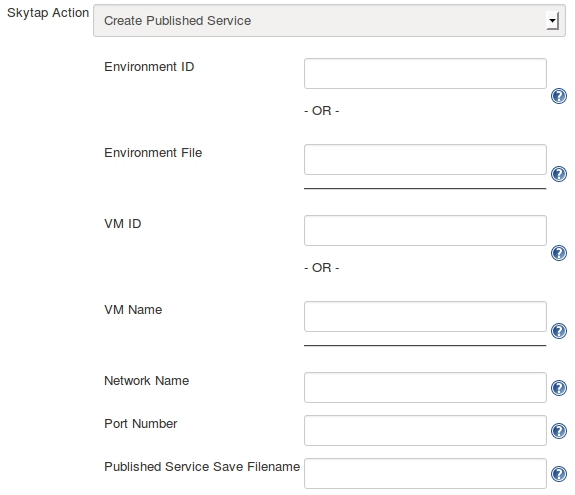 Skytap Action Create Published Service
Environment ID
- OR -
Environment File
VM ID
- OR -
VM Name
Network Name
Port Number
Published Service Save Filename